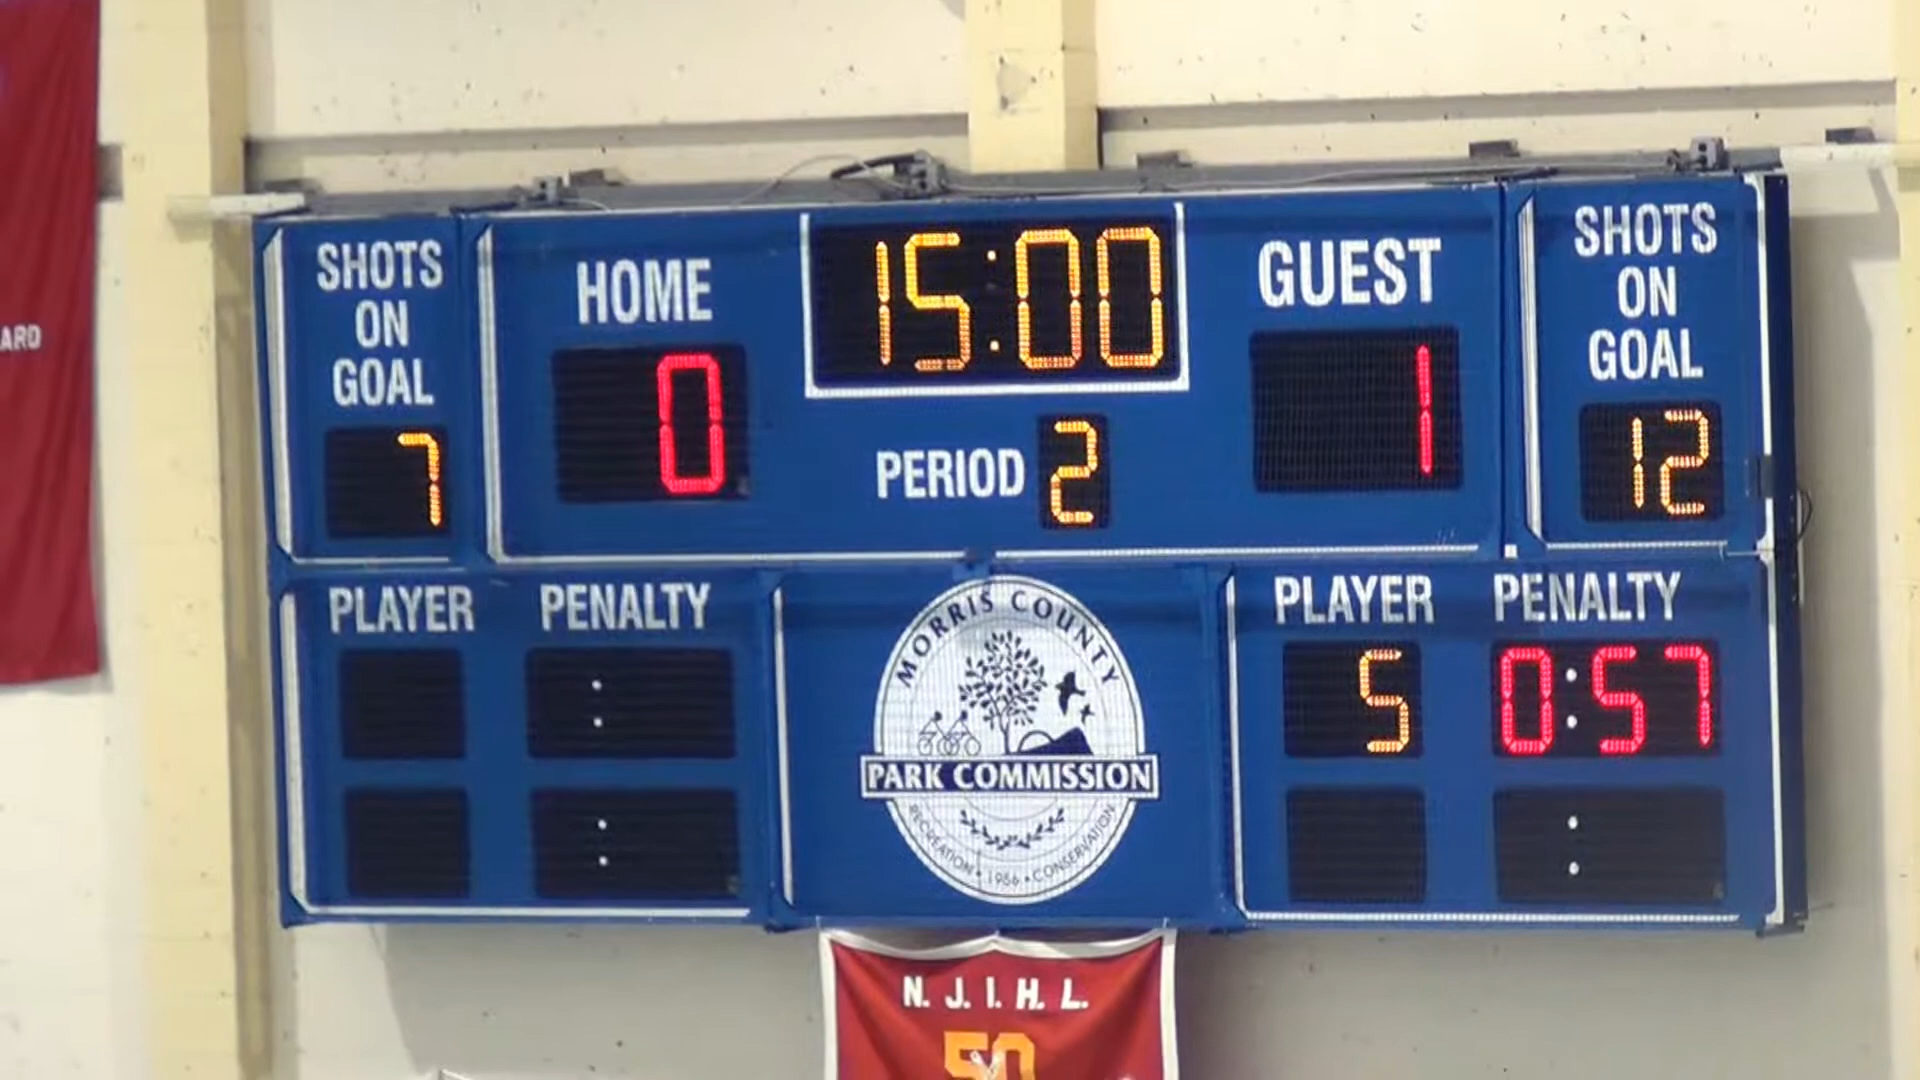 ARD
SHOTS
ON
GOAL
7
HOME
0
15:00
PERIOD 2
GUEST
1
SHOTS
ON
GOAL
12
PLAYER PENALTY
:
:
MORRIS COUNTY
PARK COMMISSION
RECREATION • 1956 • CONSERVATION
PLAYER PENALTY
5 0:57
:
N. J. I. H. L.
50